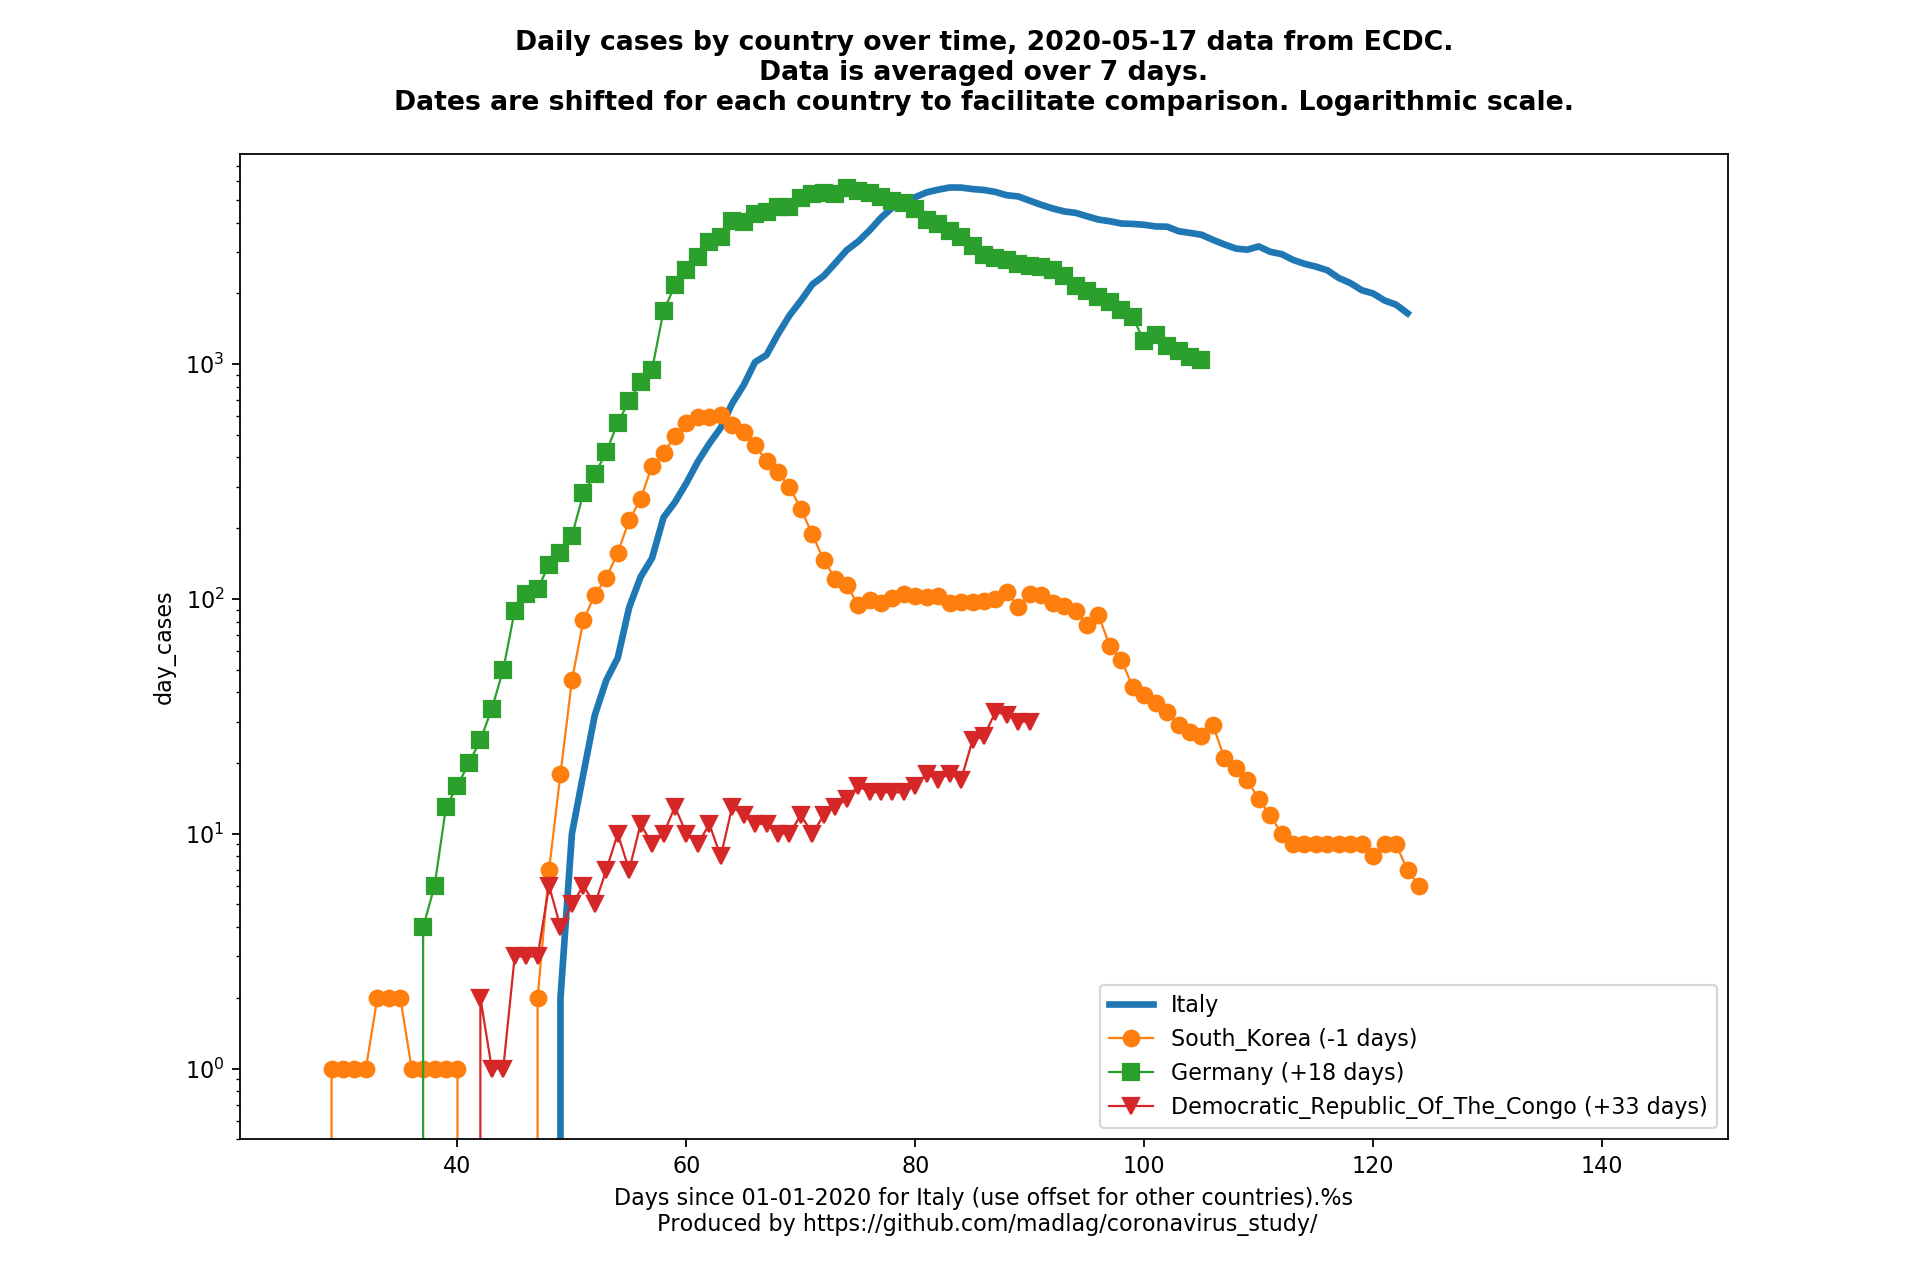 Daily cases by country over time, 2020-05-17 data from ECDC.
Data is averaged over 7 days.
Dates are shifted for each country to facilitate comparison. Logarithmic scale.
day_cases
10³
10²
10¹
10⁰
Italy
South_Korea (-1 days)
Germany (+18 days)
Democratic_Republic_Of_The_Congo (+33 days)
40 60 80 100 120 140
Days since 01-01-2020 for Italy (use offset for other countries).%s
Produced by https://github.com/madlag/coronavirus_study/